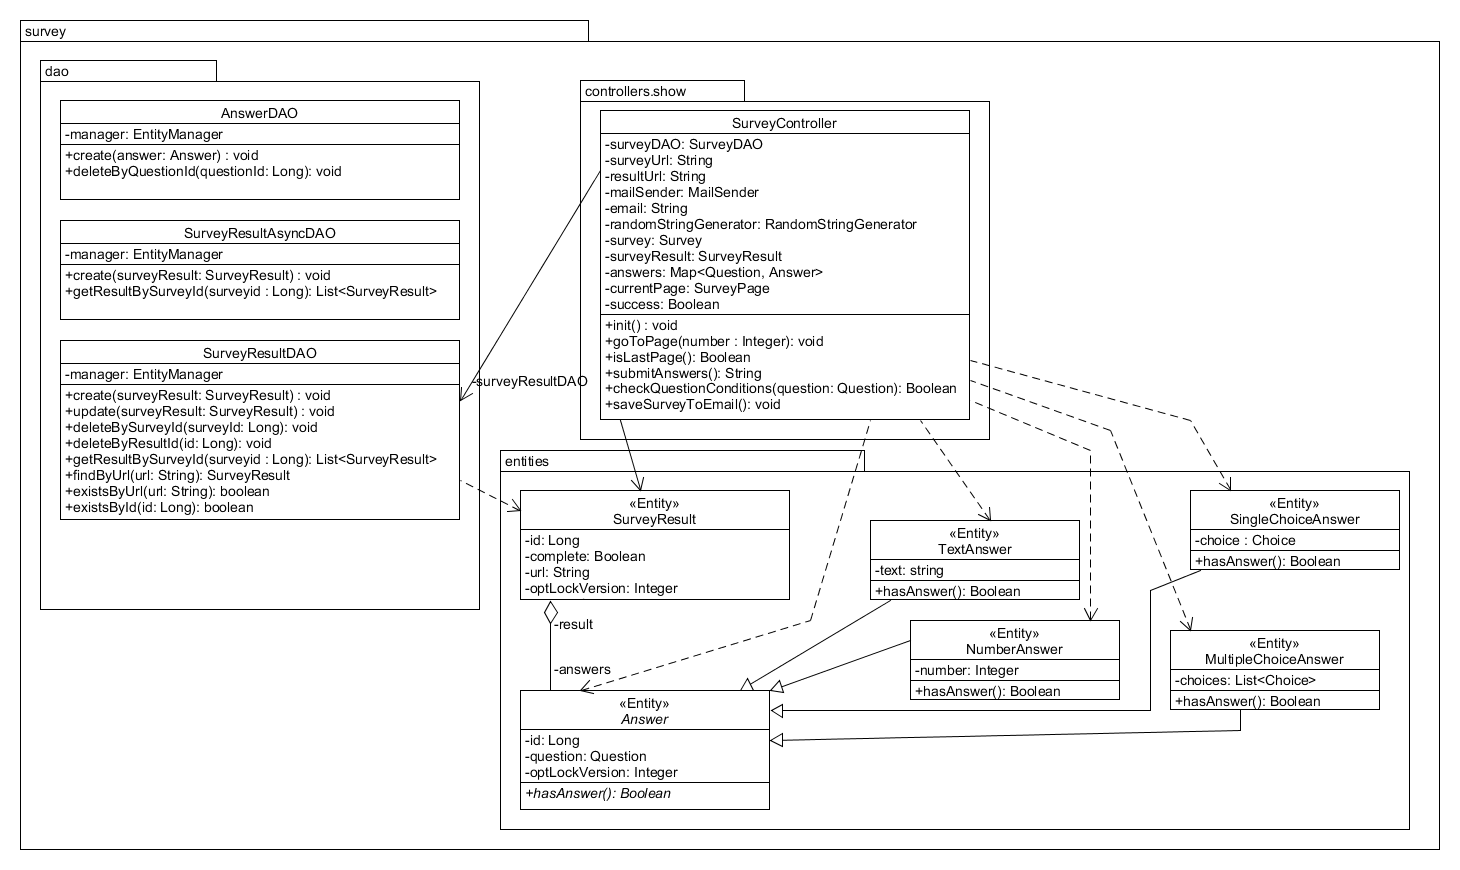 survey
dao
AnswerDAO
-manager: EntityManager
+create(answer: Answer) : void
+deleteByQuestionId(questionId: Long): void
SurveyResultAsyncDAO
-manager: EntityManager
+create(surveyResult: SurveyResult) : void
+getResultBySurveyId(surveyid : Long): List<SurveyResult>
SurveyResultDAO
-manager: EntityManager
+create(surveyResult: SurveyResult) : void
+update(surveyResult: SurveyResult) : void
+deleteBySurveyId(surveyId: Long): void
+deleteByResultId(id: Long): void
+getResultBySurveyId(surveyid : Long): List<SurveyResult>
+findByUrl(url: String): SurveyResult
+existsByUrl(url: String): boolean
+existsById(id: Long): boolean
controllers.show
SurveyController
-surveyDAO: SurveyDAO
-surveyUrl: String
-resultUrl: String
-mailSender: MailSender
-email: String
-randomStringGenerator: RandomStringGenerator
-survey: Survey
-surveyResult: SurveyResult
-answers: Map<Question, Answer>
-currentPage: SurveyPage
-success: Boolean
+init() : void
+goToPage(number : Integer): void
+isLastPage(): Boolean
+submitAnswers(): String
+checkQuestionConditions(question: Question): Boolean
+saveSurveyToEmail(): void
-surveyResultDAO
entities
«Entity»
SurveyResult
-id: Long
-complete: Boolean
-url: String
-optLockVersion: Integer
-result
-answers
«Entity»
Answer
-id: Long
-question: Question
-optLockVersion: Integer
+hasAnswer(): Boolean
«Entity»
TextAnswer
-text: string
+hasAnswer(): Boolean
«Entity»
NumberAnswer
-number: Integer
+hasAnswer(): Boolean
«Entity»
SingleChoiceAnswer
-choice : Choice
+hasAnswer(): Boolean
«Entity»
MultipleChoiceAnswer
-choices: List<Choice>
+hasAnswer(): Boolean